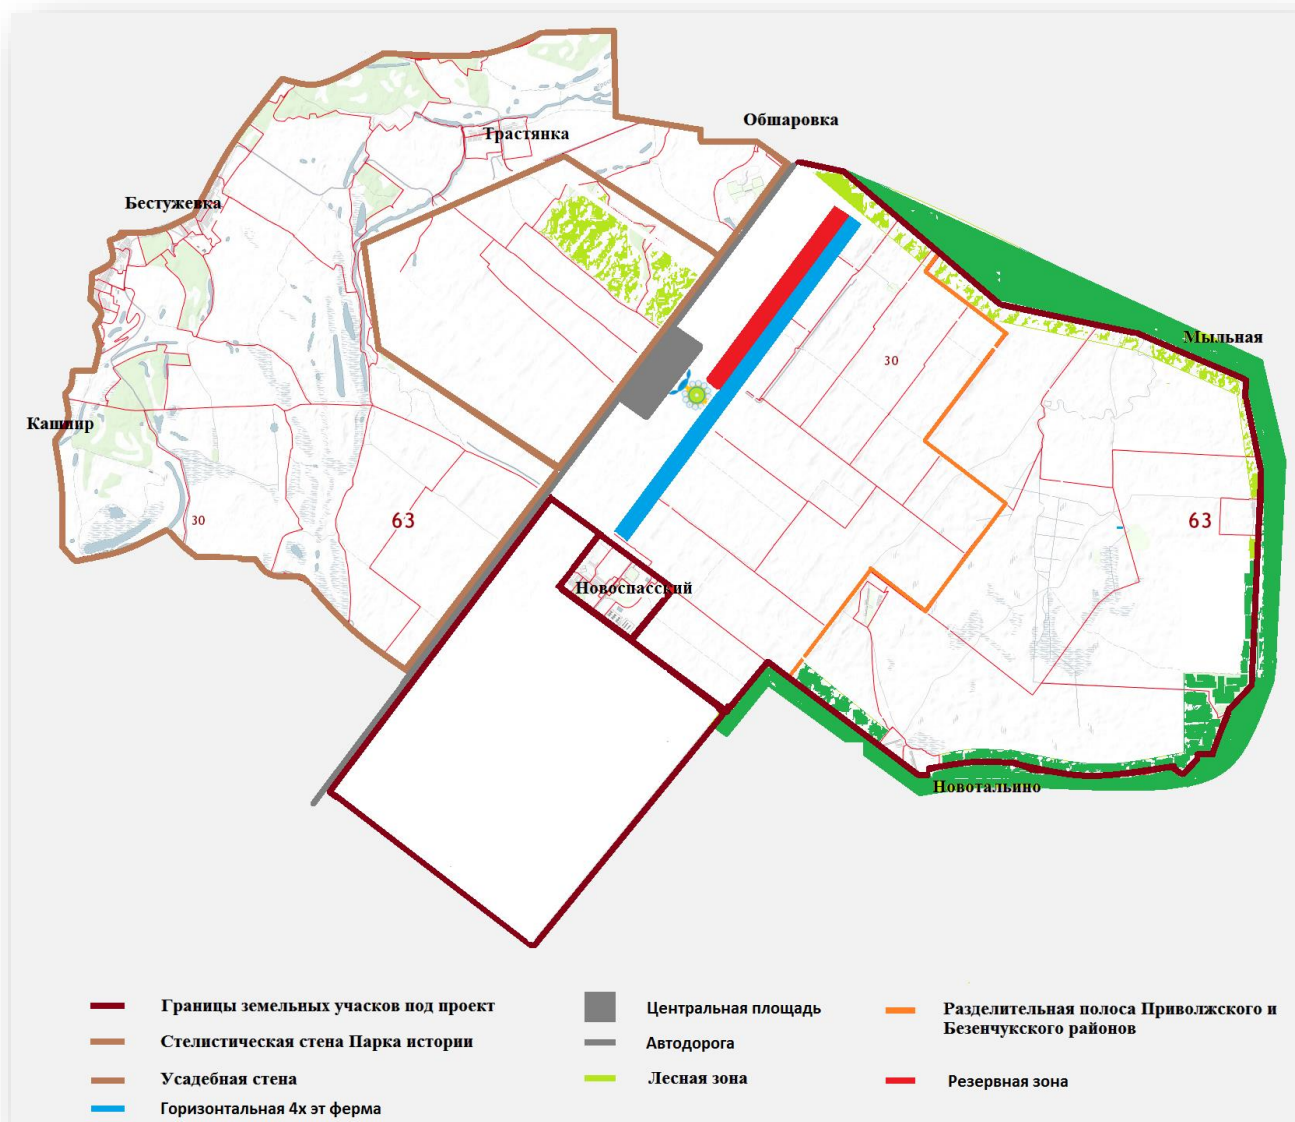 Обшаровка
Трастянка
Бестужевка
Мыльная
30
Кашпир
30
63
63
Новоспасский
Новотальино
Границы земельных учасков под проект
Стелистическая стена Парка истории
Усадебная стена
Горизонтальная 4х эт ферма
Центральная площадь
Автодорога
Лесная зона
Разделительная полоса Приволжского и
Безенчукского районов
Резервная зона